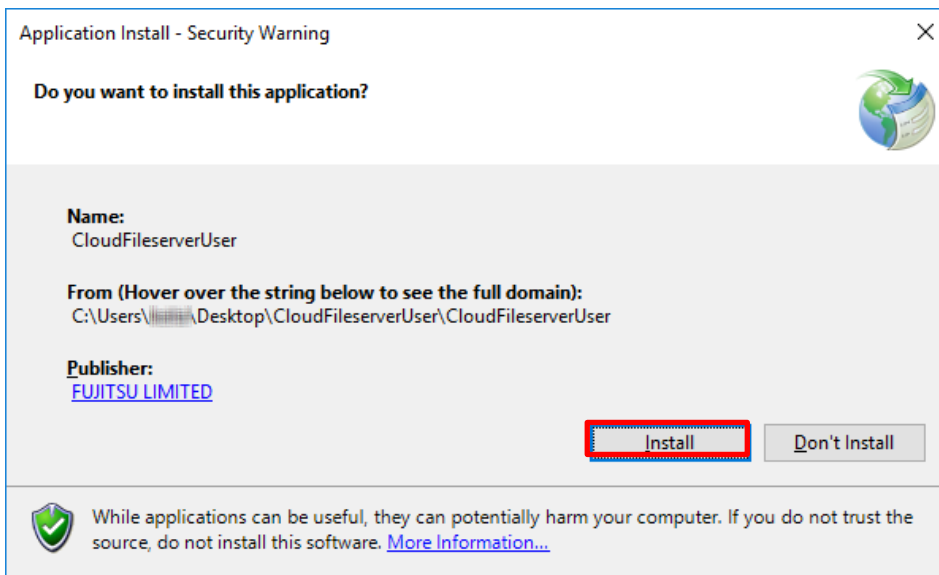 Application Install - Security Warning
Do you want to install this application?
Name:
CloudFileserverUser
From (Hover over the string below to see the full domain):
C:\Users\ \Desktop\CloudFileserverUser\CloudFileserverUser
Publisher:
FUJITSU LIMITED
Install
Don't Install
While applications can be useful, they can potentially harm your computer. If you do not trust the
source, do not install this software. More Information...